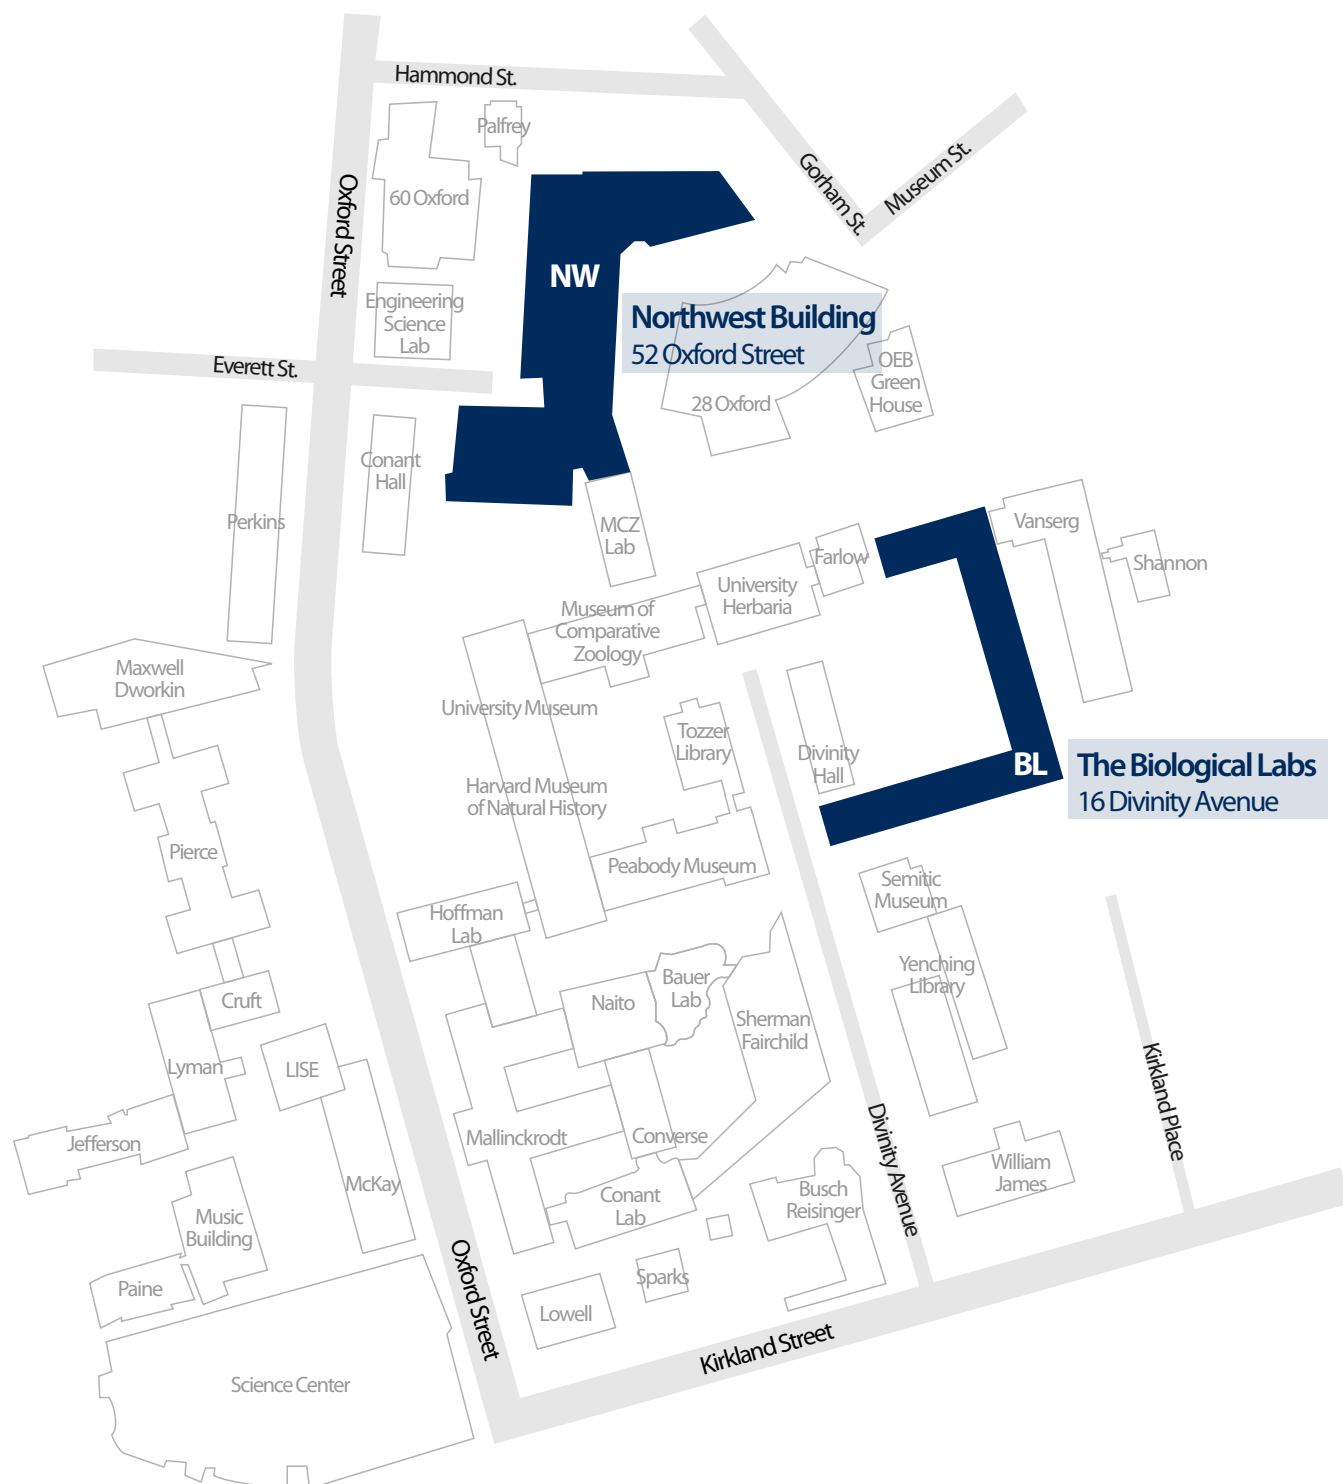 Hammond St.
Palfrey
Gorham St.
Museum St.
60 Oxford
Oxford Street
NW
Engineering
Science
Lab
Northwest Building
52 Oxford Street
Everett St.
OEB
Green
House
28 Oxford
Conant
Hall
Perkins
MCZ
Lab
Vanserg
Farlow
Shannon
University
Herbaria
Museum of
Comparative
Zoology
Maxwell
Dworkin
University Museum
Tozzer
Library
Divinity
Hall
BL
The Biological Labs
16 Divinity Avenue
Harvard Museum
of Natural History
Pierce
Peabody Museum
Semitic
Museum
Hoffman
Lab
Yenching
Library
Bauer
Lab
Naito
Cruft
Sherman
Fairchild
Lyman
LISE
Kirkland Place
Jefferson
Mallinckrodt
Converse
Divinity Avenue
William
James
McKay
Conant
Lab
Busch
Reisinger
Music
Building
Paine
Sparks
Oxford Street
Lowell
Kirkland Street
Science Center